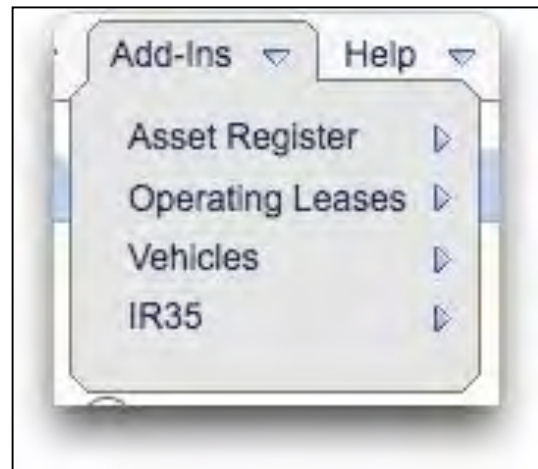 Add-Ins Help
Asset Register
Operating Leases
Vehicles
IR35